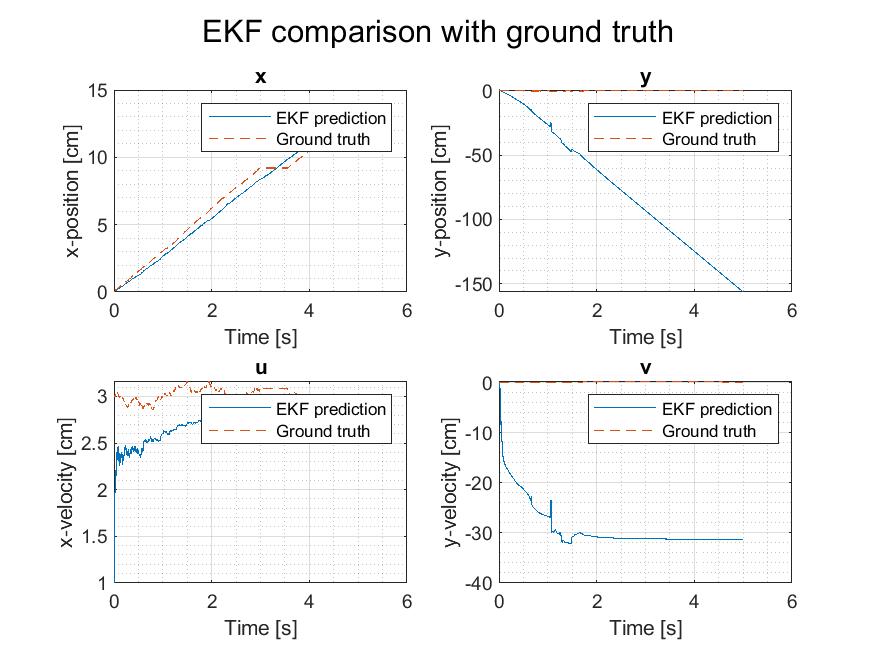 EKF comparison with ground truth
x
15
10
5
0
x-position [cm]
EKF prediction
Ground truth
0 2 4 6
Time [s]
y
0
-50
-100
-150
y-position [cm]
EKF prediction
Ground truth
0 2 4 6
Time [s]
u
3
2.5
2
1.5
1
x-velocity [cm]
EKF prediction
Ground truth
0 2 4 6
Time [s]
v
0
-10
-20
-30
-40
y-velocity [cm]
EKF prediction
Ground truth
0 2 4 6
Time [s]